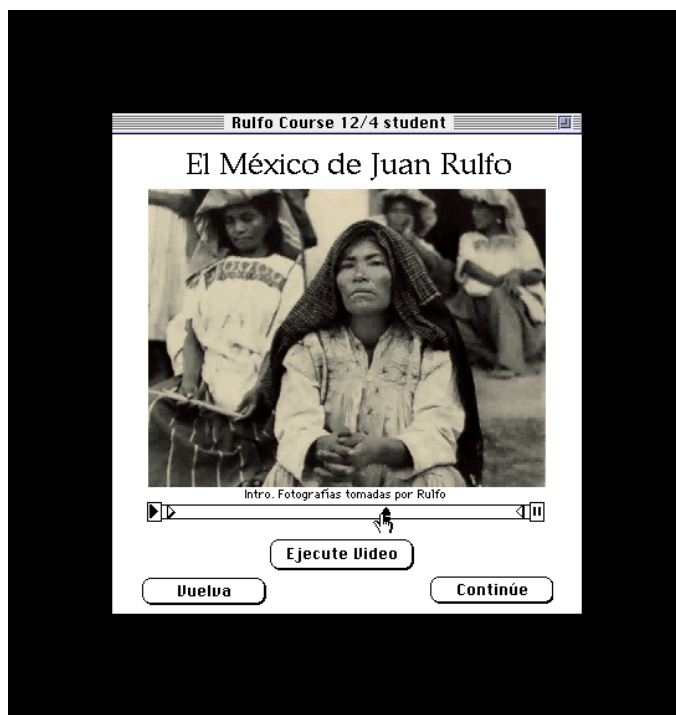 Rulfo Course 12/4 student
El México de Juan Rulfo
Intro. Fotografías tomadas por Rulfo
Ejecute Video
Vuelva
Continúe